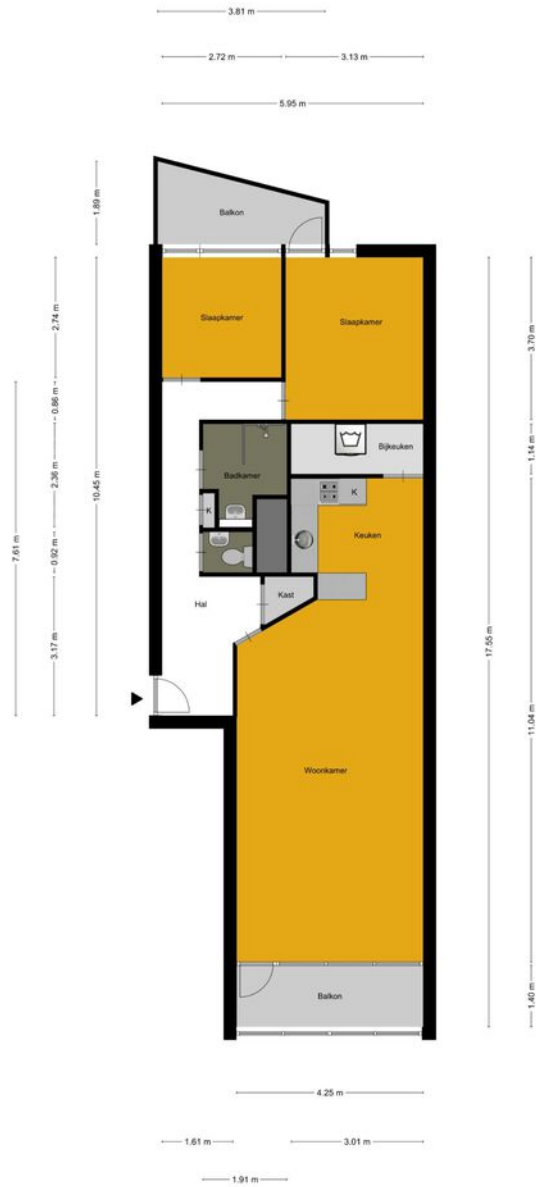 3.81 m
2.72 m
3.13 m
5.95 m
1.89 m
Balkon
2.74 m
3.70 m
Slaapkamer
Slaapkamer
0.86 m
7.61 m
10.45 m
2.36 m
1.14 m
Bijkeuken
Badkamer
K
K
Keuken
0.92 m
Kast
Hal
3.17 m
17.55 m
11.04 m
Woonkamer
Balkon
1.40 m
4.25 m
1.61 m
3.01 m
1.91 m